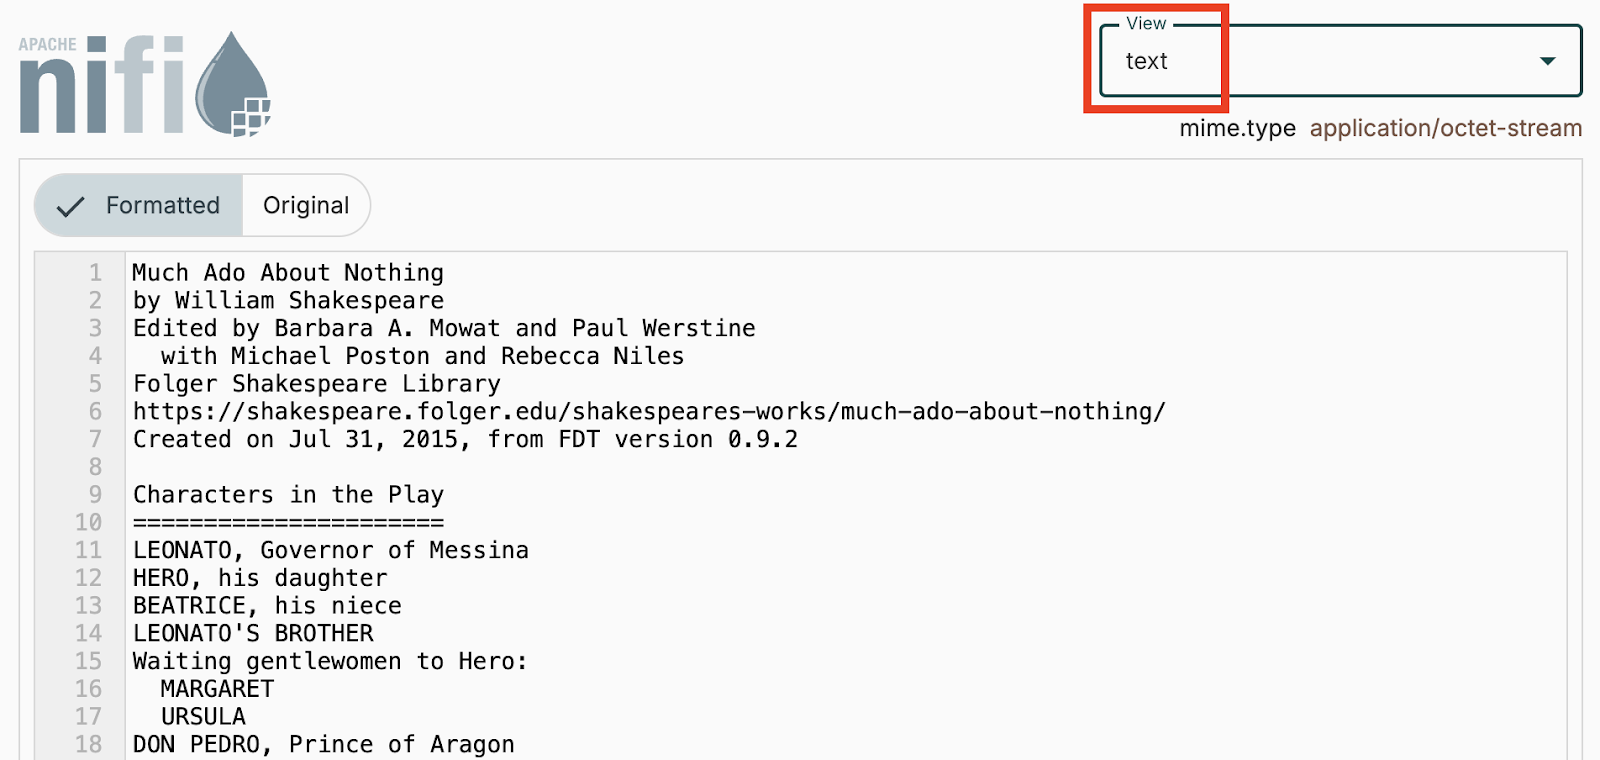 APACHE
nifi
View
text
mime.type application/octet-stream
Formatted Original
1 Much Ado About Nothing
2 by William Shakespeare
3 Edited by Barbara A. Mowat and Paul Werstine
4   with Michael Poston and Rebecca Niles
5 Folger Shakespeare Library
6 https://shakespeare.folger.edu/shakespeares-works/much-ado-about-nothing/
7 Created on Jul 31, 2015, from FDT version 0.9.2
8
9 Characters in the Play
10 ======================
11 LEONATO, Governor of Messina
12 HERO, his daughter
13 BEATRICE, his niece
14 LEONATO'S BROTHER
15 Waiting gentlewomen to Hero:
16   MARGARET
17   URSULA
18 DON PEDRO, Prince of Aragon